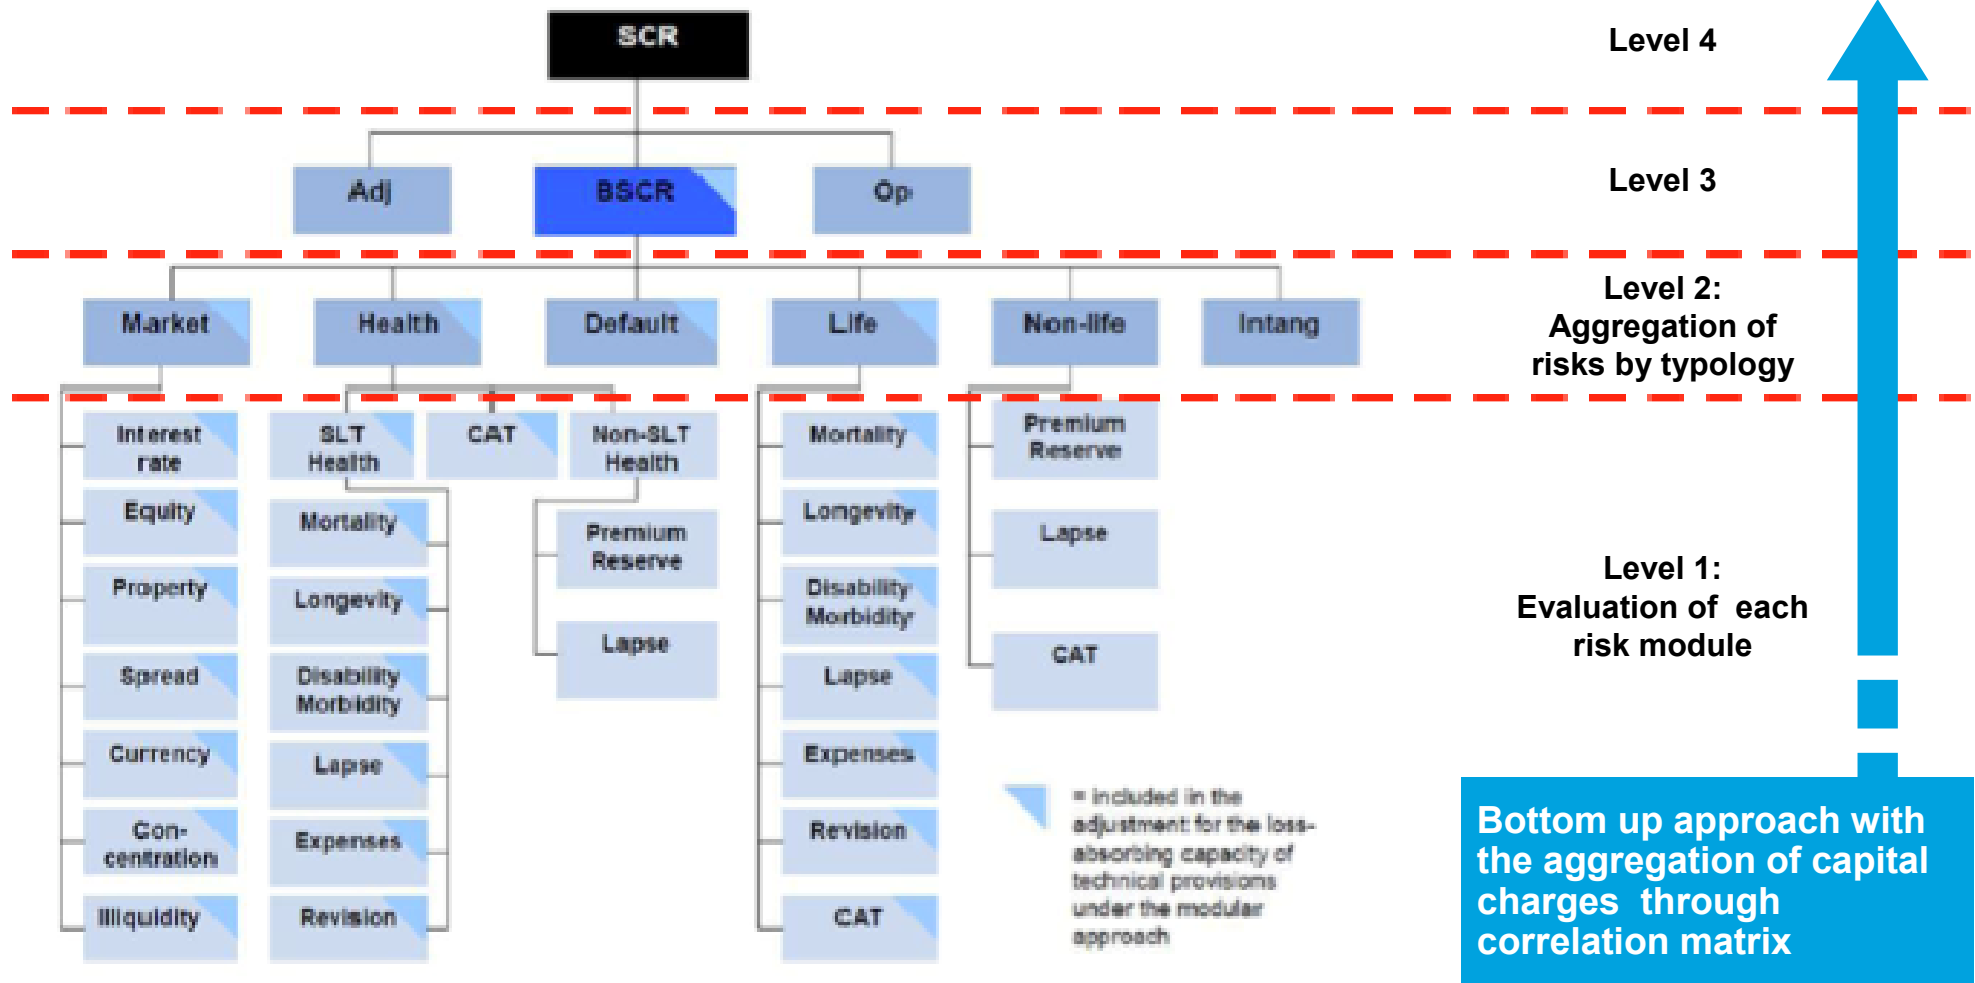 SCR
Level 4
Adj
BSCR
Op
Level 3
Market
Health
Default
Life
Non-life
Intang
Level 2:
Aggregation of
risks by typology
Interest
rate
Equity
Property
Spread
Currency
Con-
centration
Illiquidity
SLT
Health
Mortality
Longevity
Disability
Morbidity
Lapse
Expenses
Revision
CAT
Non-SLT
Health
Premium
Reserve
Lapse
Mortality
Longevity
Disability
Morbidity
Lapse
Expenses
Revision
CAT
Premium
Reserve
Lapse
CAT
Level 1:
Evaluation of each
risk module
= included in the
adjustment for the loss-
absorbing capacity of
technical provisions
under the modular
approach
Bottom up approach with
the aggregation of capital
charges through
correlation matrix